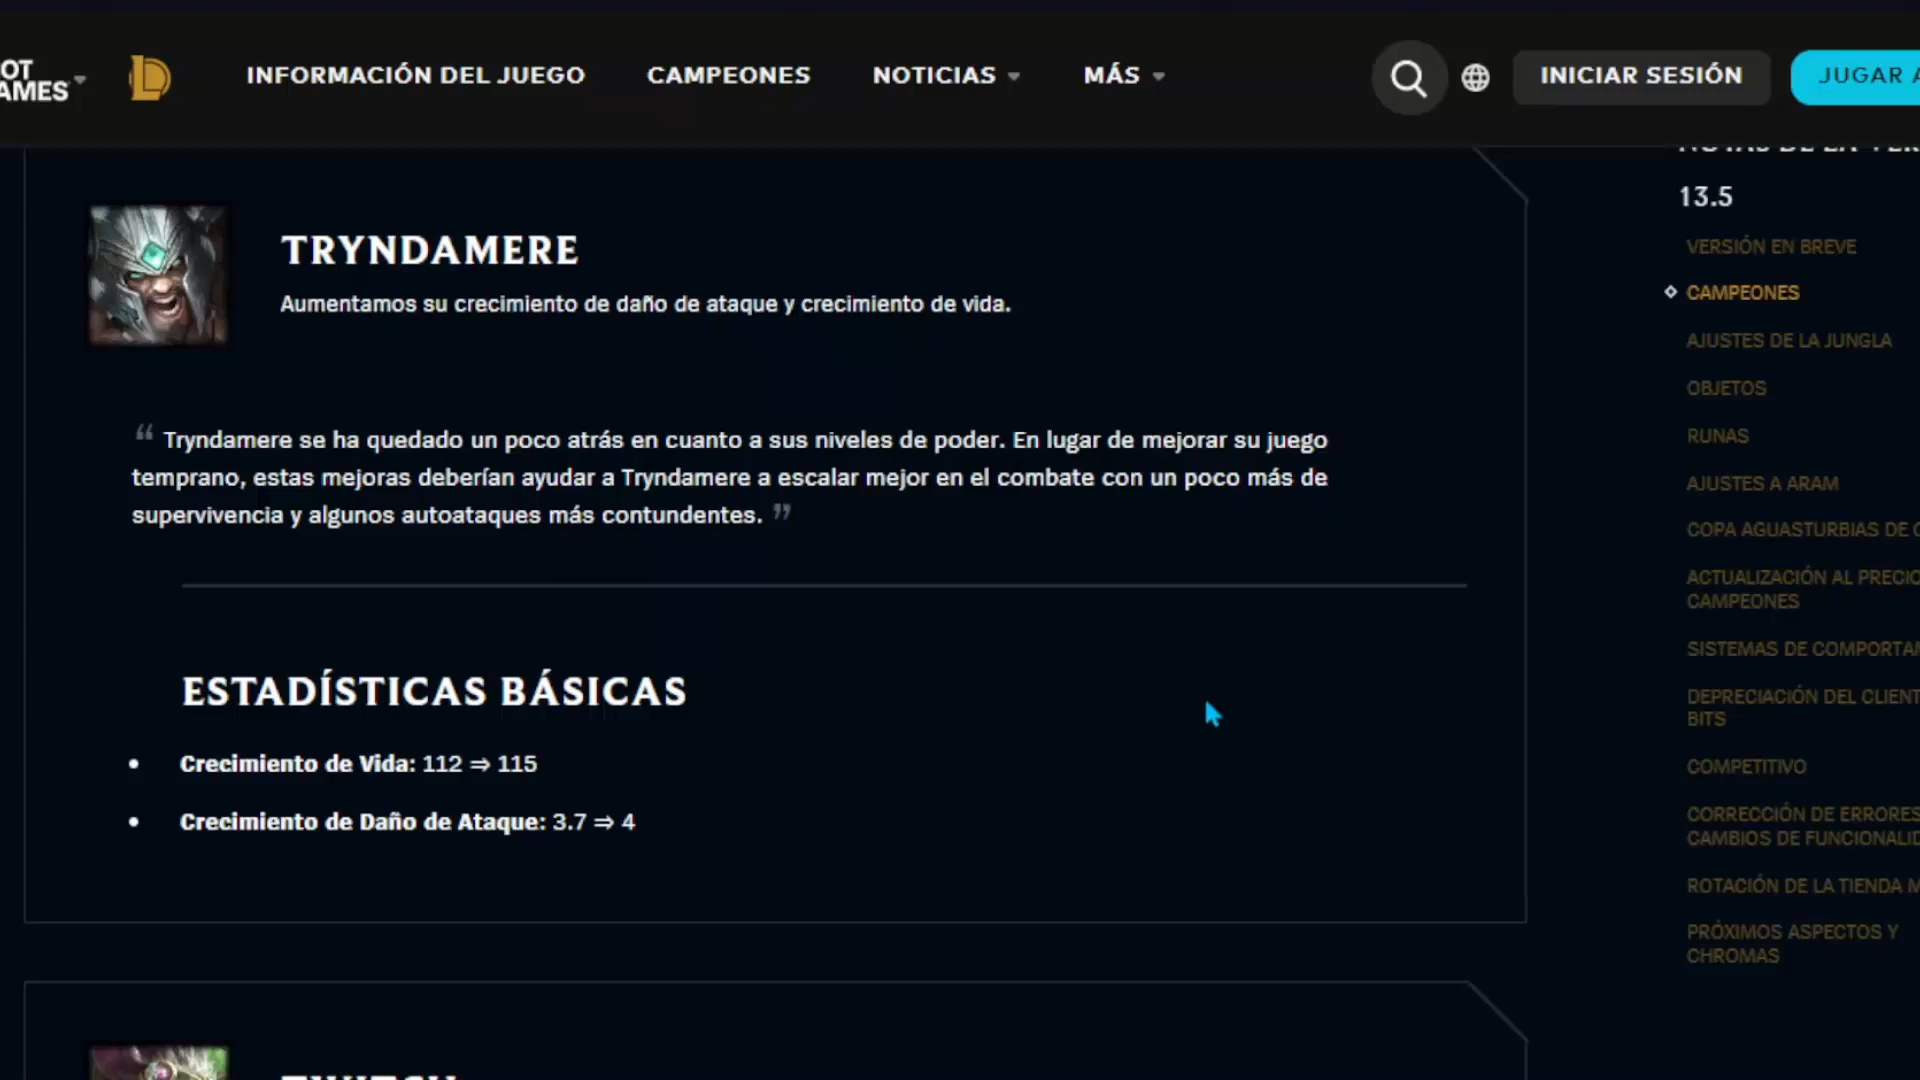 INFORMACIÓN DEL JUEGO
CAMPEONES
NOTICIAS
MÁS
INICIAR SESIÓN
JUGAR A
13.5
VERSIÓN EN BREVE
CAMPEONES
AJUSTES DE LA JUNGLA
OBJETOS
RUNAS
AJUSTES A ARAM
COPA AGUASTURBIAS DE
ACTUALIZACIÓN AL PRECIO
CAMPEONES
SISTEMAS DE COMPORTAM
DEPRECIACIÓN DEL CLIENT
BITS
COMPETITIVO
CORRECCIÓN DE ERRORES
CAMBIOS DE FUNCIONALID
ROTACIÓN DE LA TIENDA M
PRÓXIMOS ASPECTOS Y
CHROMAS
TRYNDAMERE
Aumentamos su crecimiento de daño de ataque y crecimiento de vida.
“ Tryndamere se ha quedado un poco atrás en cuanto a sus niveles de poder. En lugar de mejorar su juego
temprano, estas mejoras deberían ayudar a Tryndamere a escalar mejor en el combate con un poco más de
supervivencia y algunos autoataques más contundentes. ”
ESTADÍSTICAS BÁSICAS
• Crecimiento de Vida: 112 ⇒ 115
• Crecimiento de Daño de Ataque: 3.7 ⇒ 4